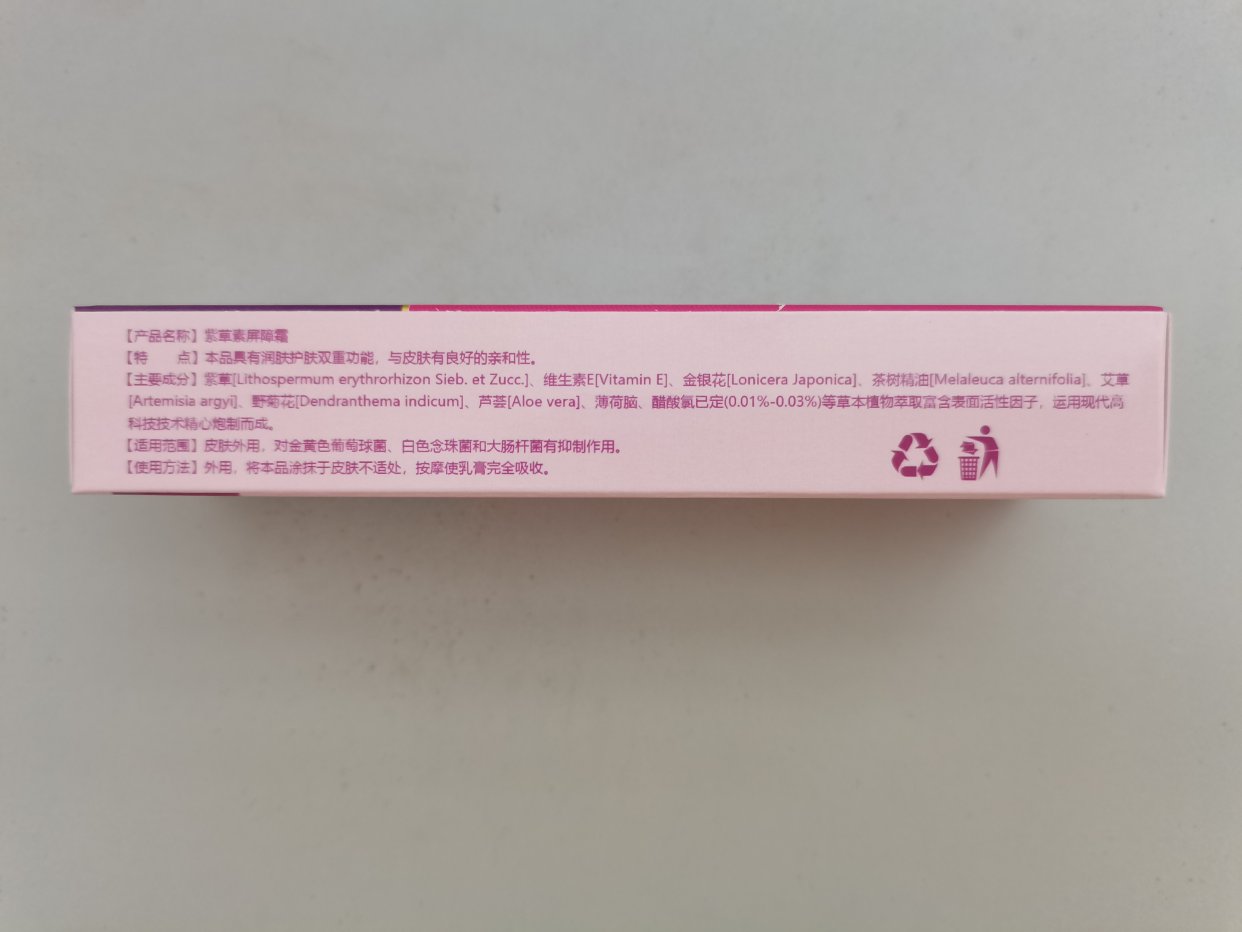 【产品名称】紫草素屏障霜
【特　　点】本品具有润肤护肤双重功能，与皮肤有良好的亲和性。
【主要成分】紫草[Lithospermum erythrorhizon Sieb. et Zucc.]、维生素E[Vitamin E]、金银花[Lonicera Japonica]、茶树精油[Melaleuca alternifolia]、艾草
[Artemisia argyi]、野菊花[Dendranthema indicum]、芦荟[Aloe vera]、薄荷脑、醋酸氯已定(0.01%-0.03%)等草本植物萃取富含表面活性因子，运用现代高
科技技术精心炮制而成。
【适用范围】皮肤外用，对金黄色葡萄球菌、白色念珠菌和大肠杆菌有抑制作用。
【使用方法】外用，将本品涂抹于皮肤不适处，按摩使乳膏完全吸收。